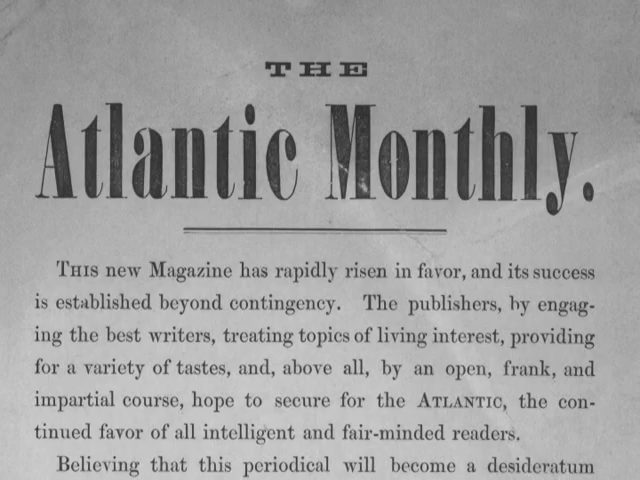 THE
Atlantic Monthly.
THIS new Magazine has rapidly risen in favor, and its success
is established beyond contingency. The publishers, by engag-
ing the best writers, treating topics of living interest, providing
for a variety of tastes, and, above all, by an open, frank, and
impartial course, hope to secure for the ATLANTIC, the con-
tinued favor of all intelligent and fair-minded readers.
Believing that this periodical will become a desideratum